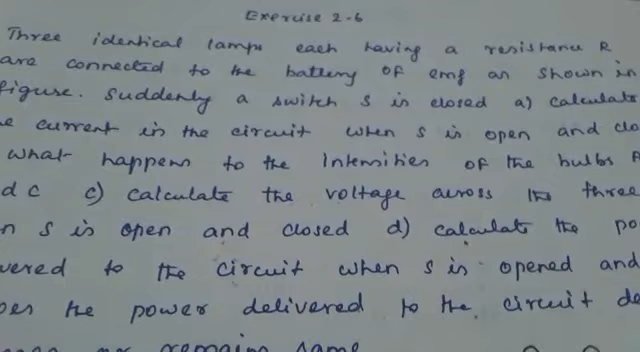 Exercise 2-6
Three identical lamps each having a resistance R
are connected to the battery of emf as shown in
figure. Suddenly a switch S is closed a) calculate
e current in the circuit when S is open and clo
what happens to the Intensities of the bulbs A
d c c) calculate the voltage across the three
n S is open and closed d) calculate the po
vered to the circuit when S is opened and
oes the power delivered to the circuit de
or remains same